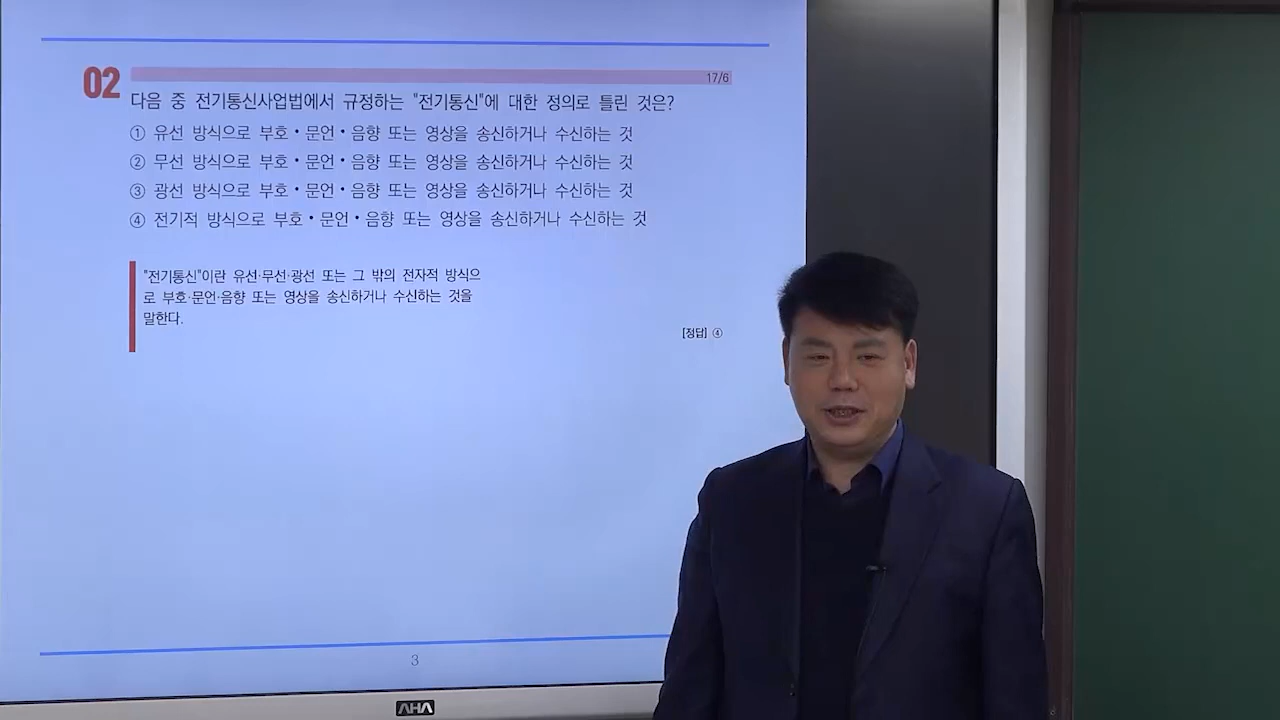 02
17/6
다음 중 전기통신사업법에서 규정하는 "전기통신"에 대한 정의로 틀린 것은?
① 유선 방식으로 부호•문언•음향 또는 영상을 송신하거나 수신하는 것
② 무선 방식으로 부호•문언•음향 또는 영상을 송신하거나 수신하는 것
③ 광선 방식으로 부호•문언•음향 또는 영상을 송신하거나 수신하는 것
④ 전기적 방식으로 부호•문언•음향 또는 영상을 송신하거나 수신하는 것
"전기통신"이란 유선·무선·광선 또는 그 밖의 전자적 방식으
로 부호·문언·음향 또는 영상을 송신하거나 수신하는 것을
말한다.
[정답] ④
3
AHA